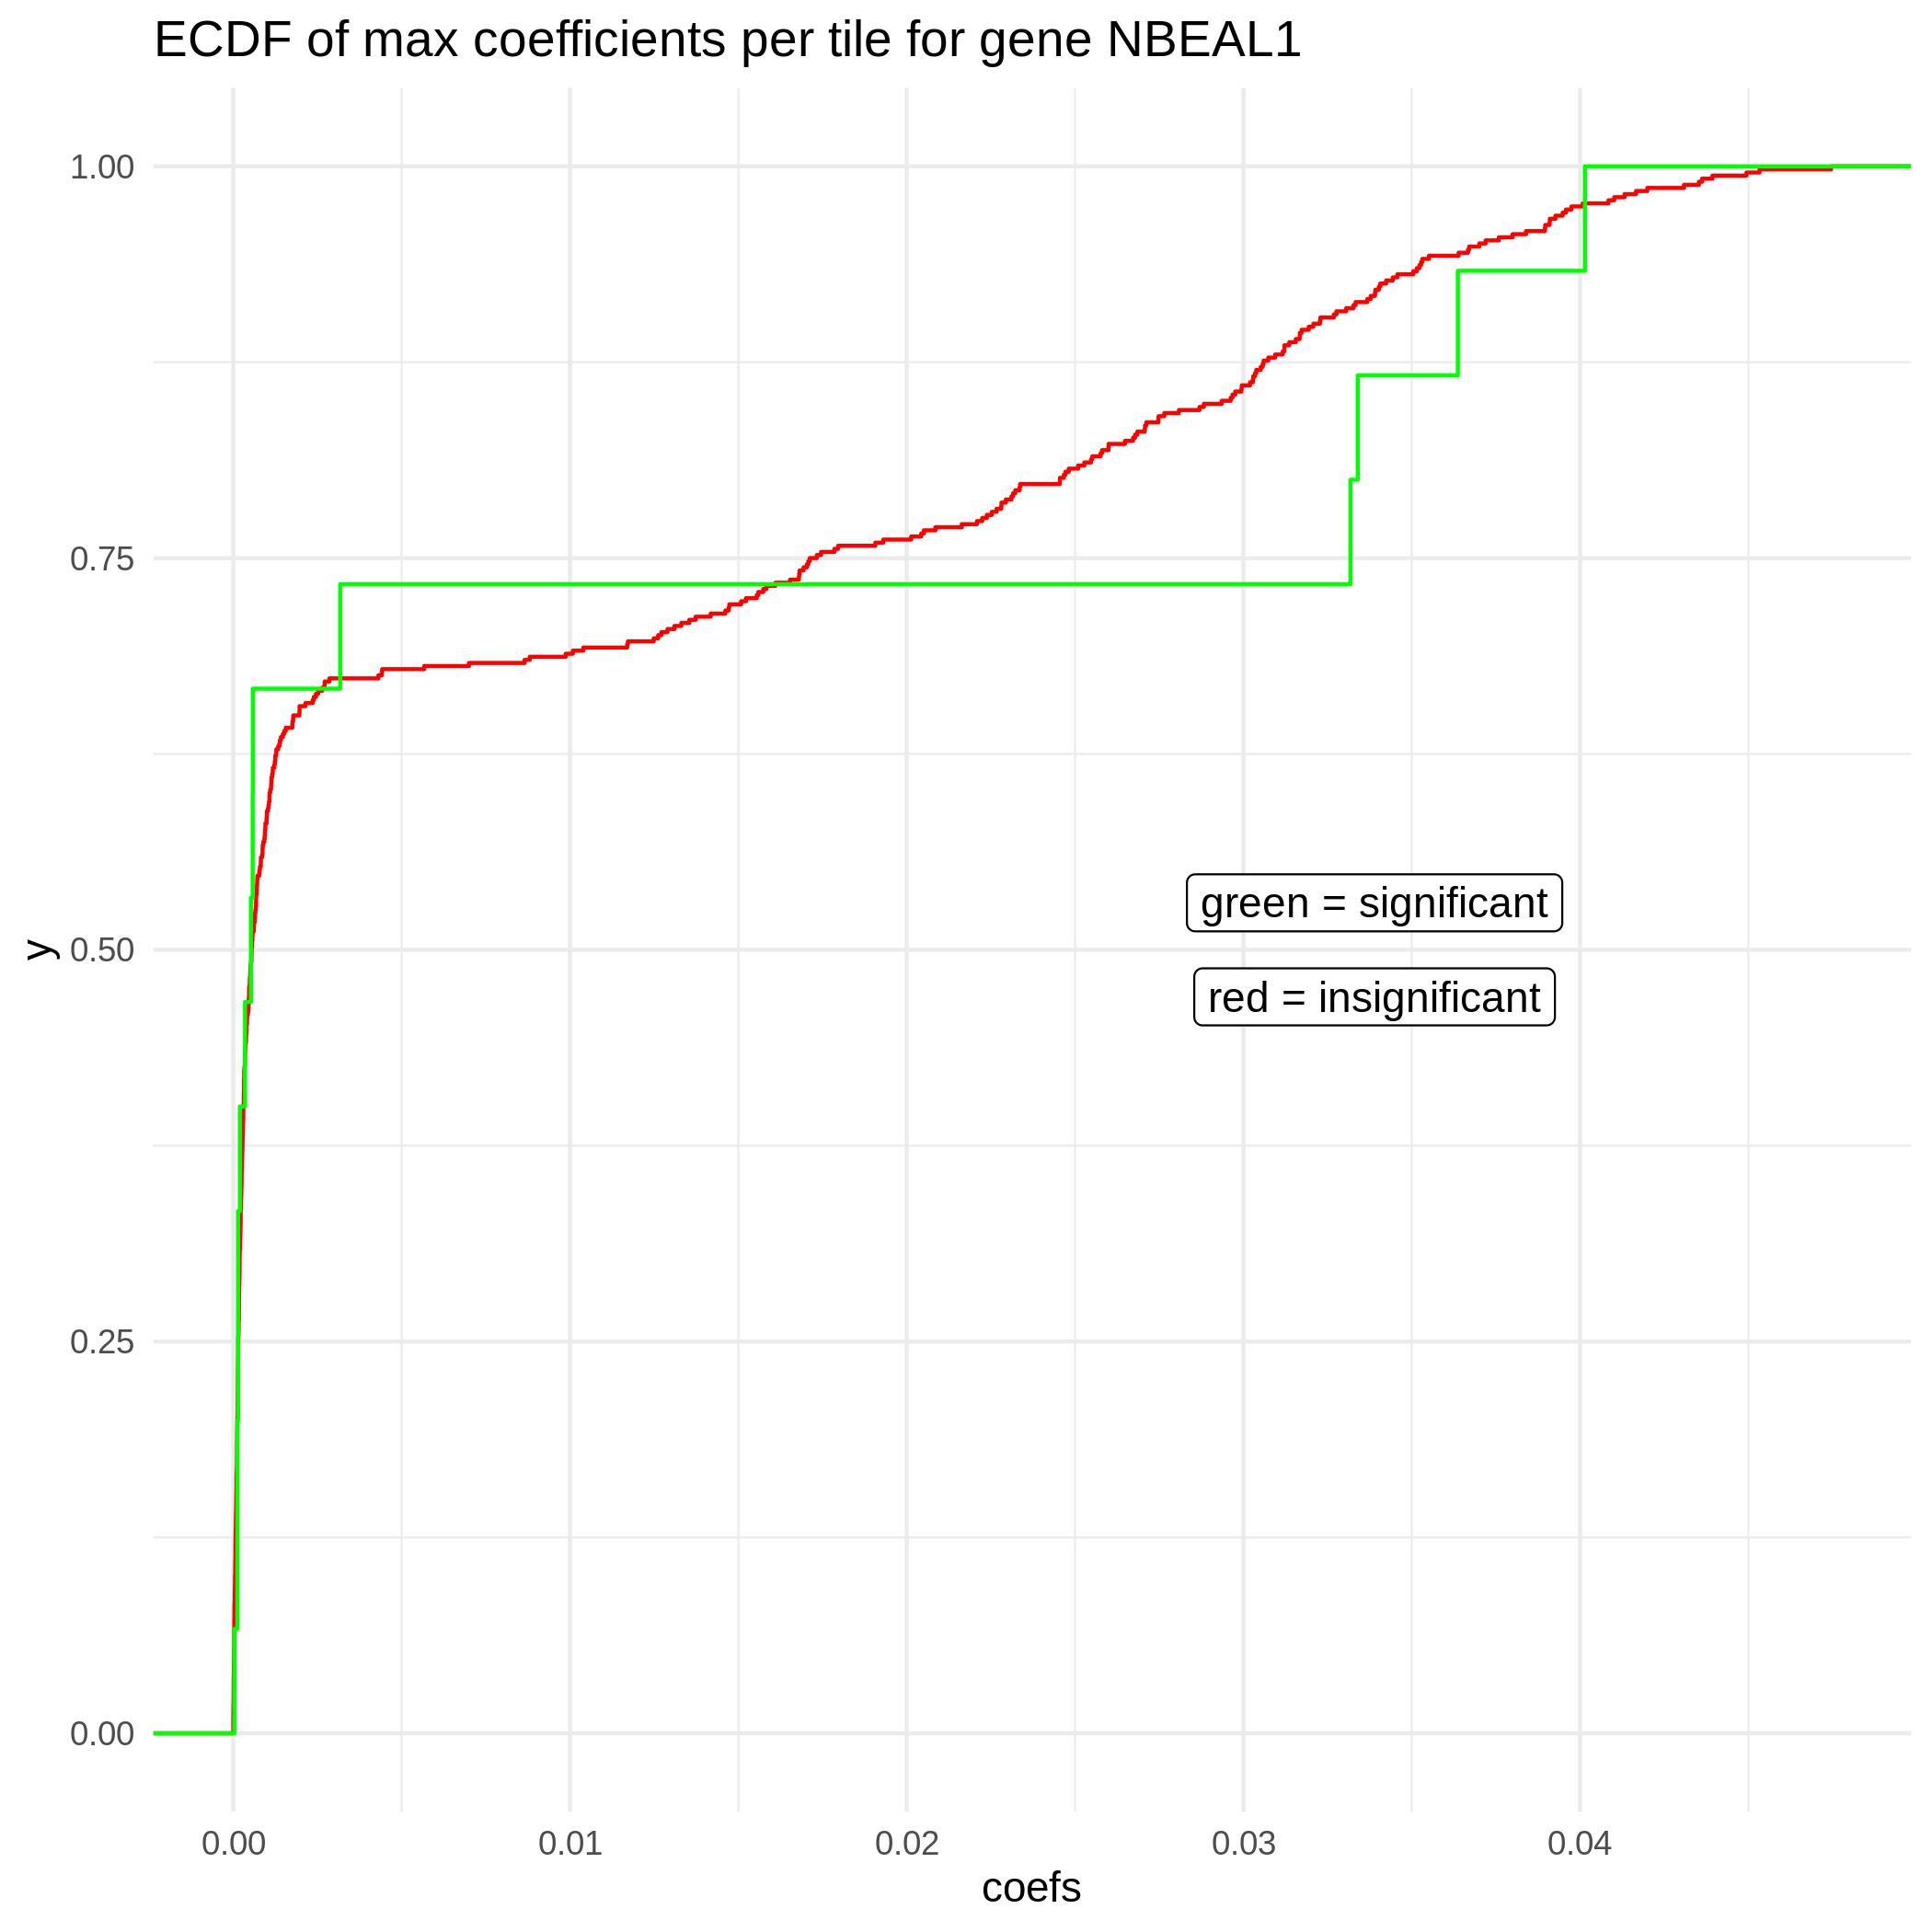 ECDF of max coefficients per tile for gene NBEAL1
1.00
0.75
0.50
0.25
0.00
y
green = significant
red = insignificant
0.00 0.01 0.02 0.03 0.04
coefs